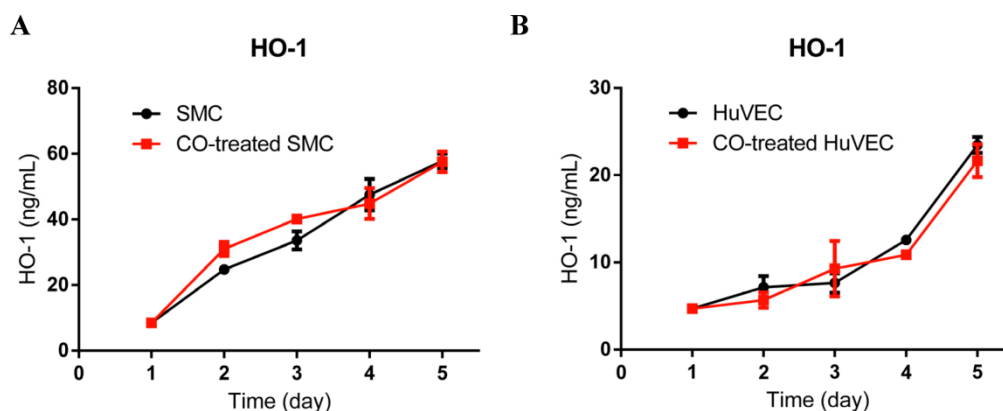 A
HO-1
80
60
40
20
0
HO-1 (ng/mL)
SMC
CO-treated SMC
0 1 2 3 4 5
Time (day)
B
HO-1
30
20
10
0
HO-1 (ng/mL)
HuVEC
CO-treated HuVEC
0 1 2 3 4 5
Time (day)